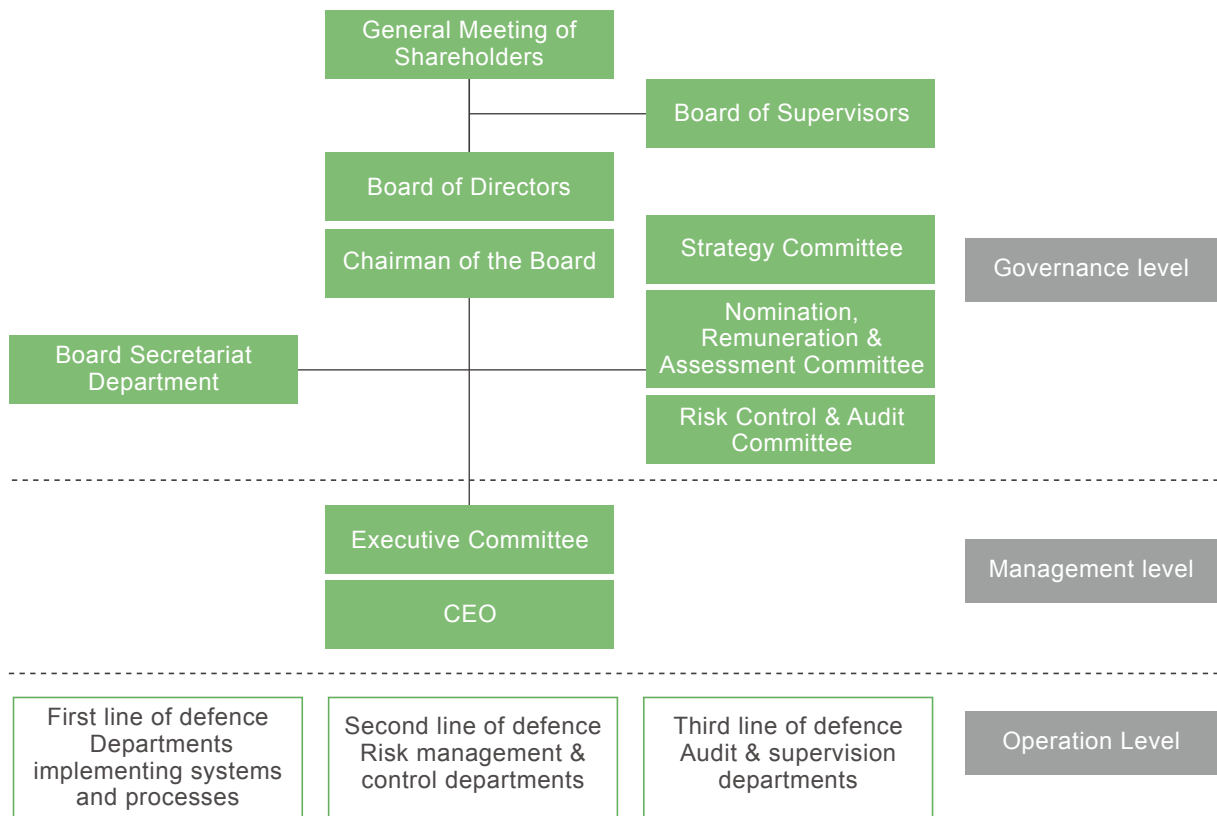 General Meeting of
Shareholders
Board of Supervisors
Board of Directors
Chairman of the Board
Strategy Committee
Governance level
Nomination,
Remuneration &
Assessment Committee
Board Secretariat
Department
Risk Control & Audit
Committee
Executive Committee
Management level
CEO
First line of defence
Departments
implementing systems
and processes
Second line of defence
Risk management &
control departments
Third line of defence
Audit & supervision
departments
Operation Level